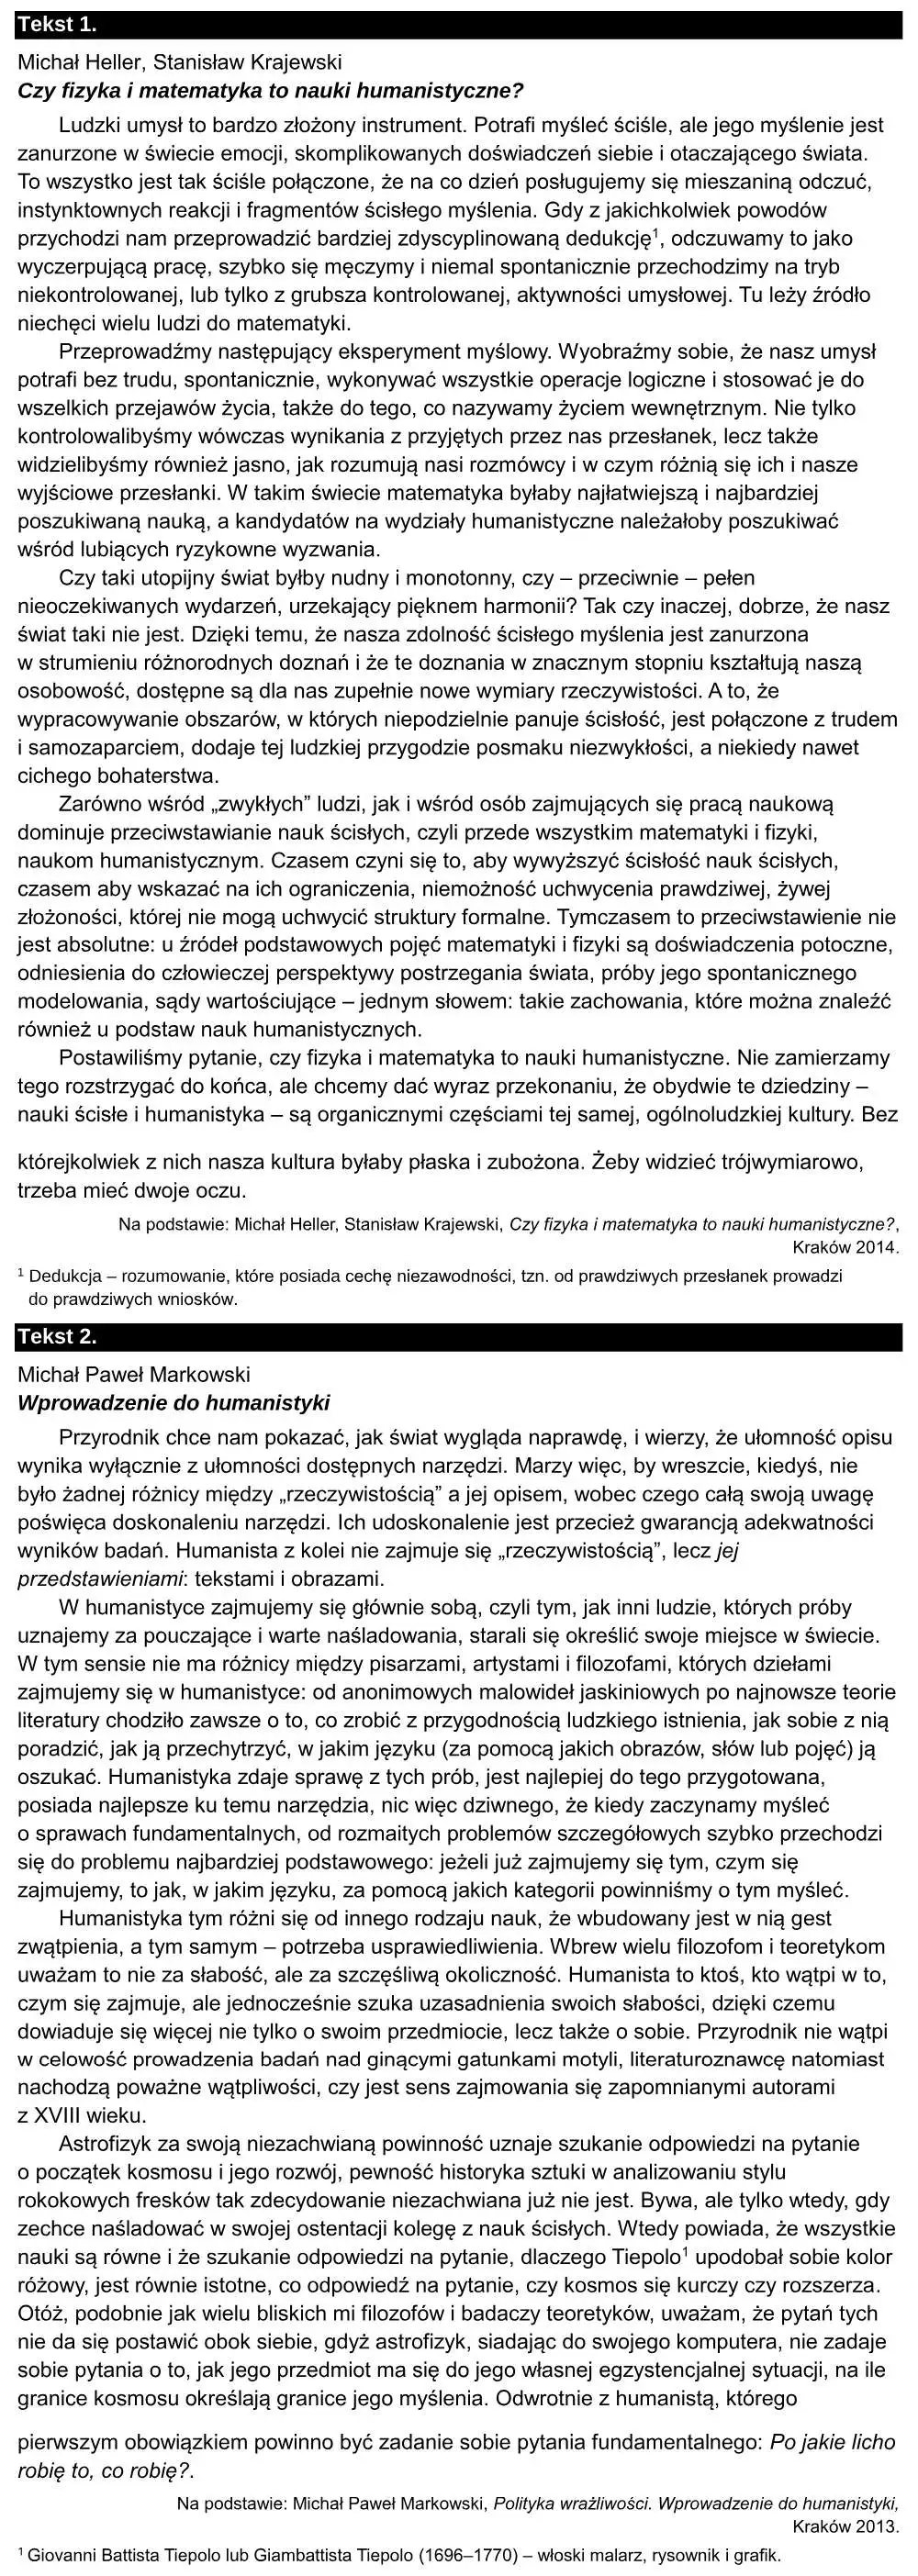 Tekst 1.
Michał Heller, Stanisław Krajewski
Czy fizyka i matematyka to nauki humanistyczne?
Ludzki umysł to bardzo złożony instrument. Potrafi myśleć ściśle, ale jego myślenie jest
zanurzone w świecie emocji, skomplikowanych doświadczeń siebie i otaczającego świata.
To wszystko jest tak ściśle połączone, że na co dzień posługujemy się mieszaniną odczuć,
instynktownych reakcji i fragmentów ścisłego myślenia. Gdy z jakichkolwiek powodów
przychodzi nam przeprowadzić bardziej zdyscyplinowaną dedukcję¹, odczuwamy to jako
wyczerpującą pracę, szybko się męczymy i niemal spontanicznie przechodzimy na tryb
niekontrolowanej, lub tylko z grubsza kontrolowanej, aktywności umysłowej. Tu leży źródło
niechęci wielu ludzi do matematyki.
Przeprowadźmy następujący eksperyment myślowy. Wyobraźmy sobie, że nasz umysł
potrafi bez trudu, spontanicznie, wykonywać wszystkie operacje logiczne i stosować je do
wszelkich przejawów życia, także do tego, co nazywamy życiem wewnętrznym. Nie tylko
kontrolowalibyśmy wówczas wynikania z przyjętych przez nas przesłanek, lecz także
widzielibyśmy również jasno, jak rozumują nasi rozmówcy i w czym różnią się ich i nasze
wyjściowe przesłanki. W takim świecie matematyka byłaby najłatwiejszą i najbardziej
poszukiwaną nauką, a kandydatów na wydziały humanistyczne należałoby poszukiwać
wśród lubiących ryzykowne wyzwania.
Czy taki utopijny świat byłby nudny i monotonny, czy – przeciwnie – pełen
nieoczekiwanych wydarzeń, urzekający pięknem harmonii? Tak czy inaczej, dobrze, że nasz
świat taki nie jest. Dzięki temu, że nasza zdolność ścisłego myślenia jest zanurzona
w strumieniu różnorodnych doznań i że te doznania w znacznym stopniu kształtują naszą
osobowość, dostępne są dla nas zupełnie nowe wymiary rzeczywistości. A to, że
wypracowywanie obszarów, w których niepodzielnie panuje ścisłość, jest połączone z trudem
i samozaparciem, dodaje tej ludzkiej przygodzie posmaku niezwykłości, a niekiedy nawet
cichego bohaterstwa.
Zarówno wśród „zwykłych” ludzi, jak i wśród osób zajmujących się pracą naukową
dominuje przeciwstawianie nauk ścisłych, czyli przede wszystkim matematyki i fizyki,
naukom humanistycznym. Czasem czyni się to, aby wywyższyć ścisłość nauk ścisłych,
czasem aby wskazać na ich ograniczenia, niemożność uchwycenia prawdziwej, żywej
złożoności, której nie mogą uchwycić struktury formalne. Tymczasem to przeciwstawienie nie
jest absolutne: u źródeł podstawowych pojęć matematyki i fizyki są doświadczenia potoczne,
odniesienia do człowieczej perspektywy postrzegania świata, próby jego spontanicznego
modelowania, sądy wartościujące – jednym słowem: takie zachowania, które można znaleźć
również u podstaw nauk humanistycznych.
Postawiliśmy pytanie, czy fizyka i matematyka to nauki humanistyczne. Nie zamierzamy
tego rozstrzygać do końca, ale chcemy dać wyraz przekonaniu, że obydwie te dziedziny –
nauki ścisłe i humanistyka – są organicznymi częściami tej samej, ogólnoludzkiej kultury. Bez
którejkolwiek z nich nasza kultura byłaby płaska i zubożona. Żeby widzieć trójwymiarowo,
trzeba mieć dwoje oczu.
Na podstawie: Michał Heller, Stanisław Krajewski, Czy fizyka i matematyka to nauki humanistyczne?,
Kraków 2014.
¹ Dedukcja – rozumowanie, które posiada cechę niezawodności, tzn. od prawdziwych przesłanek prowadzi
do prawdziwych wniosków.
Tekst 2.
Michał Paweł Markowski
Wprowadzenie do humanistyki
Przyrodnik chce nam pokazać, jak świat wygląda naprawdę, i wierzy, że ułomność opisu
wynika wyłącznie z ułomności dostępnych narzędzi. Marzy więc, by wreszcie, kiedyś, nie
było żadnej różnicy między „rzeczywistością” a jej opisem, wobec czego całą swoją uwagę
poświęca doskonaleniu narzędzi. Ich udoskonalenie jest przecież gwarancją adekwatności
wyników badań. Humanista z kolei nie zajmuje się „rzeczywistością”, lecz jej
przedstawieniami: tekstami i obrazami.
W humanistyce zajmujemy się głównie sobą, czyli tym, jak inni ludzie, których próby
uznajemy za pouczające i warte naśladowania, starali się określić swoje miejsce w świecie.
W tym sensie nie ma różnicy między pisarzami, artystami i filozofami, których dziełami
zajmujemy się w humanistyce: od anonimowych malowideł jaskiniowych po najnowsze teorie
literatury chodziło zawsze o to, co zrobić z przygodnością ludzkiego istnienia, jak sobie z nią
poradzić, jak ją przechytrzyć, w jakim języku (za pomocą jakich obrazów, słów lub pojęć) ją
oszukać. Humanistyka zdaje sprawę z tych prób, jest najlepiej do tego przygotowana,
posiada najlepsze ku temu narzędzia, nic więc dziwnego, że kiedy zaczynamy myśleć
o sprawach fundamentalnych, od rozmaitych problemów szczegółowych szybko przechodzi
się do problemu najbardziej podstawowego: jeżeli już zajmujemy się tym, czym się
zajmujemy, to jak, w jakim języku, za pomocą jakich kategorii powinniśmy o tym myśleć.
Humanistyka tym różni się od innego rodzaju nauk, że wbudowany jest w nią gest
zwątpienia, a tym samym – potrzeba usprawiedliwienia. Wbrew wielu filozofom i teoretykom
uważam to nie za słabość, ale za szczęśliwą okoliczność. Humanista to ktoś, kto wątpi w to,
czym się zajmuje, ale jednocześnie szuka uzasadnienia swoich słabości, dzięki czemu
dowiaduje się więcej nie tylko o swoim przedmiocie, lecz także o sobie. Przyrodnik nie wątpi
w celowość prowadzenia badań nad ginącymi gatunkami motyli, literaturoznawcę natomiast
nachodzą poważne wątpliwości, czy jest sens zajmowania się zapomnianymi autorami
z XVIII wieku.
Astrofizyk za swoją niezachwianą powinność uznaje szukanie odpowiedzi na pytanie
o początek kosmosu i jego rozwój, pewność historyka sztuki w analizowaniu stylu
rokokowych fresków tak zdecydowanie niezachwiana już nie jest. Bywa, ale tylko wtedy, gdy
zechce naśladować w swojej ostentacji kolegę z nauk ścisłych. Wtedy powiada, że wszystkie
nauki są równe i że szukanie odpowiedzi na pytanie, dlaczego Tiepolo¹ upodobał sobie kolor
różowy, jest równie istotne, co odpowiedź na pytanie, czy kosmos się kurczy czy rozszerza.
Otóż, podobnie jak wielu bliskich mi filozofów i badaczy teoretyków, uważam, że pytań tych
nie da się postawić obok siebie, gdyż astrofizyk, siadając do swojego komputera, nie zadaje
sobie pytania o to, jak jego przedmiot ma się do jego własnej egzystencjalnej sytuacji, na ile
granice kosmosu określają granice jego myślenia. Odwrotnie z humanistą, którego
pierwszym obowiązkiem powinno być zadanie sobie pytania fundamentalnego: Po jakie licho
robię to, co robię?.
Na podstawie: Michał Paweł Markowski, Polityka wrażliwości. Wprowadzenie do humanistyki,
Kraków 2013.
¹ Giovanni Battista Tiepolo lub Giambattista Tiepolo (1696–1770) – włoski malarz, rysownik i grafik.